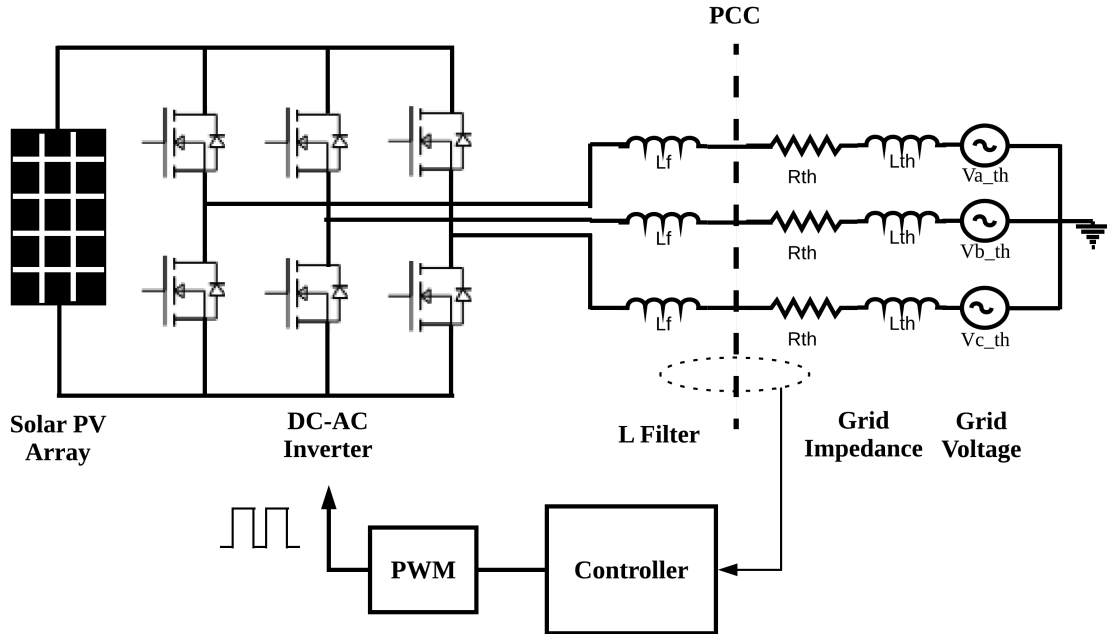 PCC
Lf
Rth
Lth
Va_th
Lf
Rth
Lth
Vb_th
Lf
Rth
Lth
Vc_th
Solar PV
Array
DC-AC
Inverter
L Filter
Grid
Impedance
Grid
Voltage
PWM
Controller